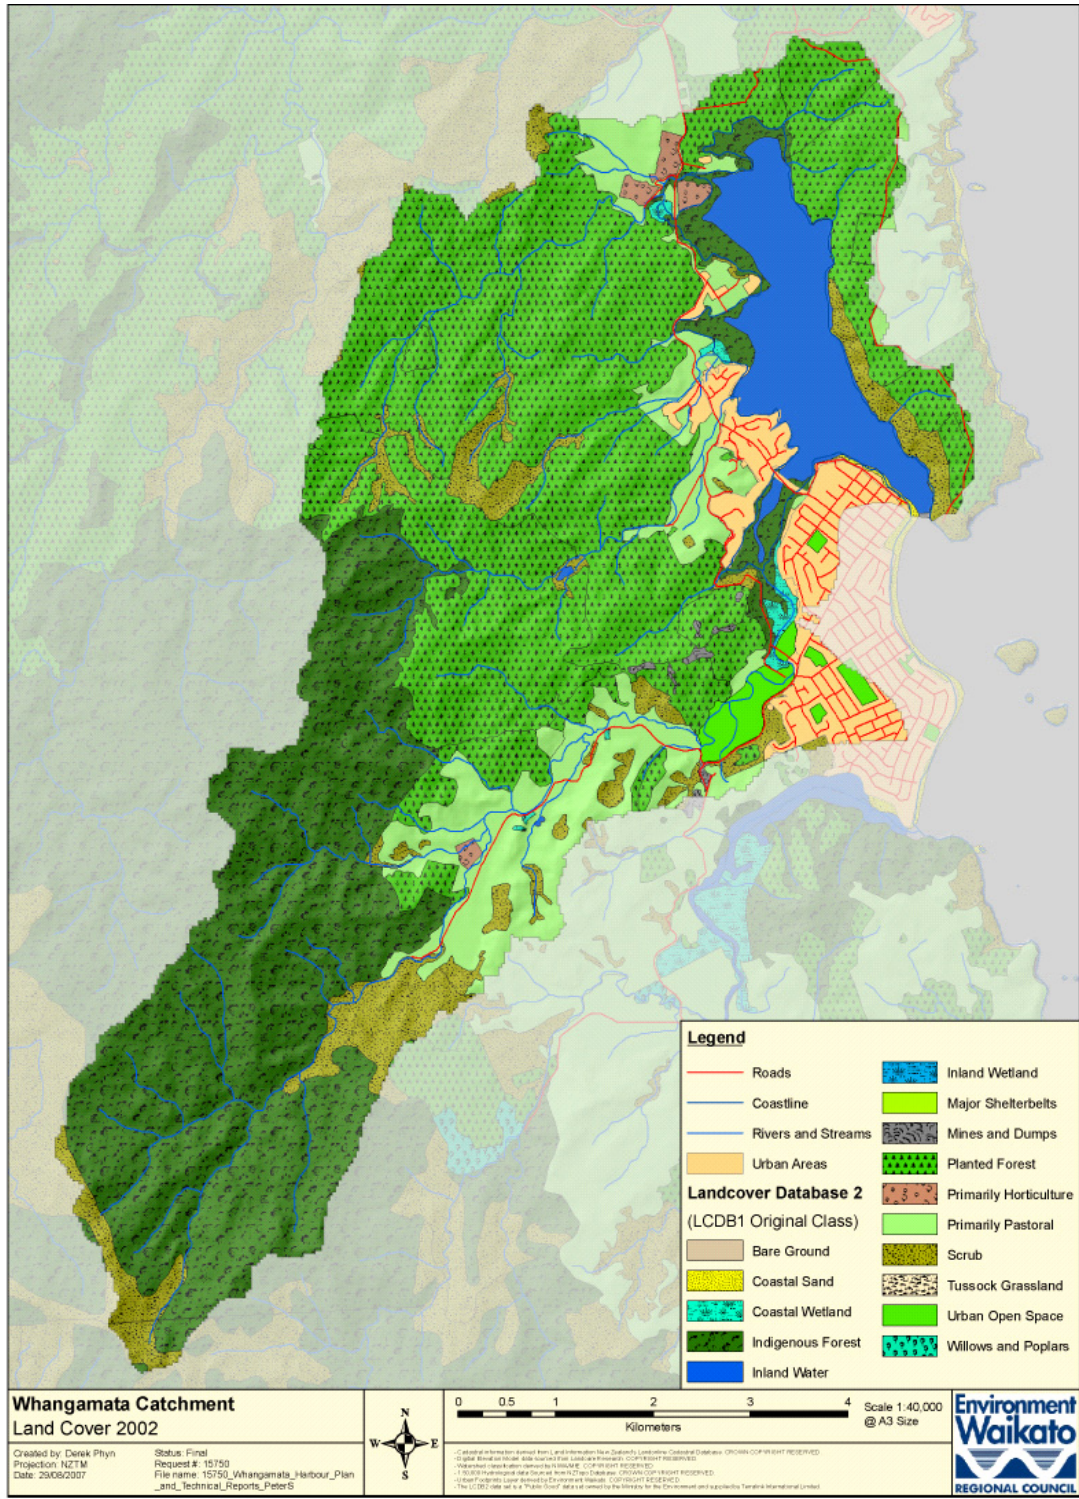 Legend
Roads
Coastline
Rivers and Streams
Urban Areas
Landcover Database 2
(LCDB1 Original Class)
Bare Ground
Coastal Sand
Coastal Wetland
Indigenous Forest
Inland Water
Inland Wetland
Major Shelterbelts
Mines and Dumps
Planted Forest
Primarily Horticulture
Primarily Pastoral
Scrub
Tussock Grassland
Urban Open Space
Willows and Poplars
Whangamata Catchment
Land Cover 2002
Created by: Derek Phyn
Projection: NZTM
Date: 29/08/2007
Status: Final
Request #: 15750
File name: 15750_Whangamata_Harbour_Plan
_and_Technical_Reports_PeterS
N
W E
S
0 0.5 1 2 3 4
Kilometers
Scale 1:40,000
@ A3 Size
Environment
Waikato
REGIONAL COUNCIL